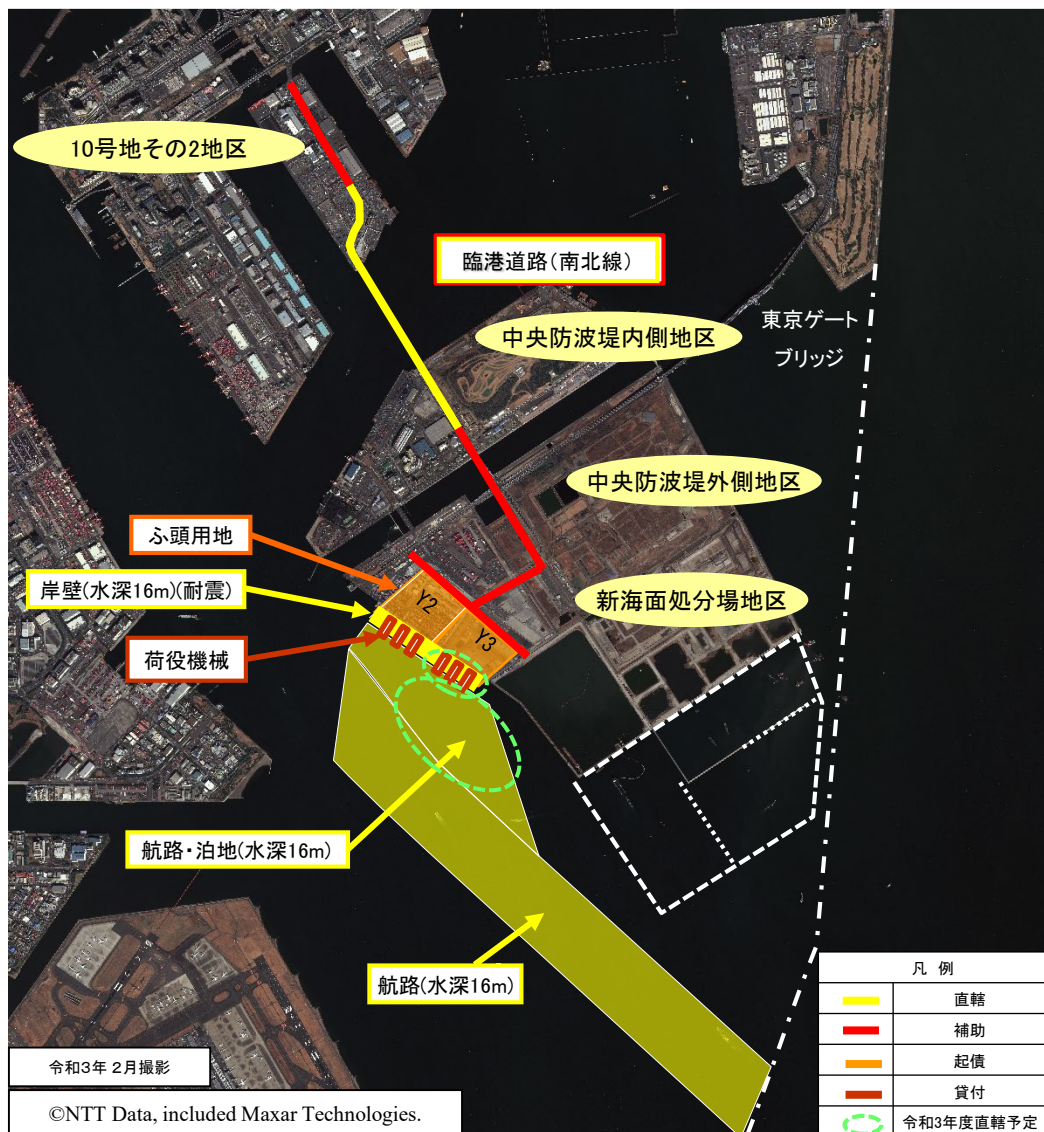 10号地その2地区
臨港道路(南北線)
中央防波堤内側地区
東京ゲート
ブリッジ
中央防波堤外側地区
ふ頭用地
岸壁(水深16m)(耐震)
荷役機械
Y2
Y3
新海面処分場地区
航路・泊地(水深16m)
航路(水深16m)
凡 例
直轄
補助
起債
貸付
令和3年度直轄予定
令和3年 2月撮影
©NTT Data, included Maxar Technologies.